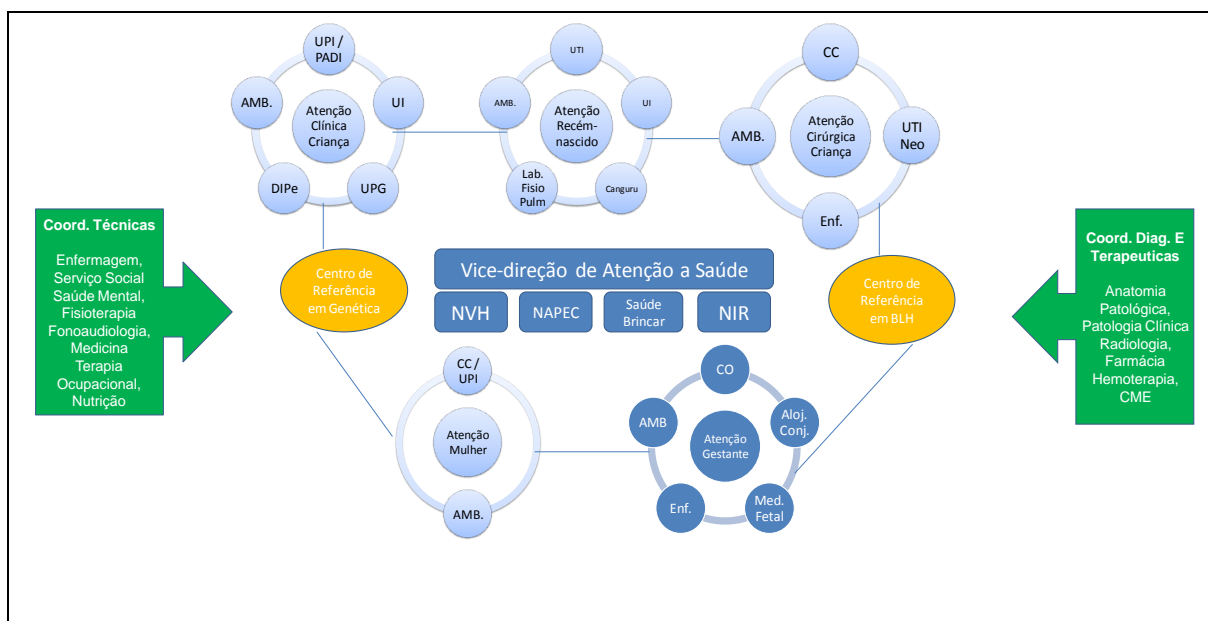 UPI /
PADI
AMB.
UI
Atenção
Clínica
Criança
DIPe
UPG
UTI
AMB.
UI
Atenção
Recém-
nascido
Lab.
Fisio
Pulm
Canguru
CC
AMB.
Atenção
Cirúrgica
Criança
UTI
Neo
Enf.
Coord. Técnicas
Enfermagem,
Serviço Social
Saúde Mental,
Fisioterapia
Fonoaudiologia,
Medicina
Terapia
Ocupacional,
Nutrição
Centro de
Referência
em Genética
Vice-direção de Atenção a Saúde
NVH
NAPEC
Saúde
Brincar
NIR
Centro de
Referência
em BLH
Coord. Diag. E
Terapeuticas
Anatomia
Patológica,
Patologia Clínica
Radiologia,
Farmácia
Hemoterapia,
CME
CC /
UPI
Atenção
Mulher
AMB.
CO
AMB
Aloj.
Conj.
Atenção
Gestante
Enf.
Med.
Fetal